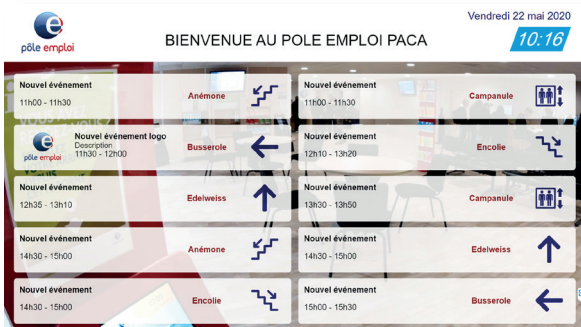 pôle emploi
BIENVENUE AU POLE EMPLOI PACA
Vendredi 22 mai 2020
10:16
Nouvel événement
11h00 - 11h30
Anémone
Nouvel événement logo
Description
11h30 - 12h00
pôle emploi
Busserole
Nouvel événement
12h35 - 13h10
Edelweiss
Nouvel événement
14h30 - 15h00
Anémone
Nouvel événement
14h30 - 15h00
Encolie
Nouvel événement
11h00 - 11h30
Campanule
Nouvel événement
12h10 - 13h20
Encolie
Nouvel événement
13h30 - 13h50
Campanule
Nouvel événement
14h30 - 15h00
Edelweiss
Nouvel événement
15h00 - 15h30
Busserole